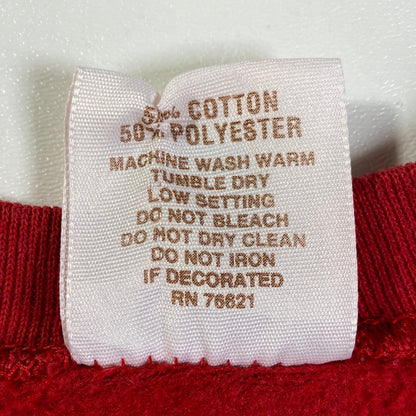 50% COTTON
50% POLYESTER
MACHINE WASH WARM
TUMBLE DRY
LOW SETTING
DO NOT BLEACH
DO NOT DRY CLEAN
DO NOT IRON
IF DECORATED
RN 76621